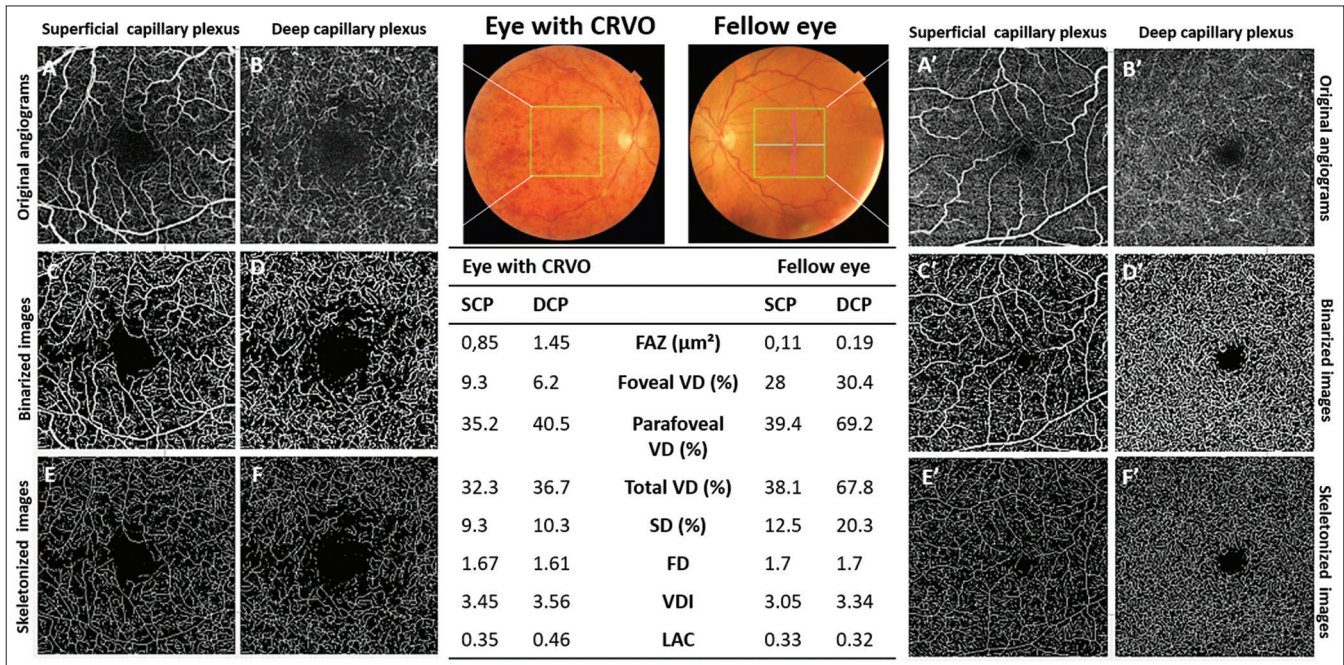 Superficial capillary plexus
Deep capillary plexus
Eye with CRVO
Fellow eye
Superficial capillary plexus
Deep capillary plexus
Original angiograms
A
B
A'
B'
Original angiograms
Binarized images
C
D
C'
D'
Binarized images
Skeletonized images
E
F
E'
F'
Skeletonized images
Eye with CRVO Fellow eye
SCP DCP SCP DCP
0,85 1.45 FAZ (µm²) 0,11 0.19
9.3 6.2 Foveal VD (%) 28 30.4
35.2 40.5 Parafoveal 39.4 69.2
VD (%)
32.3 36.7 Total VD (%) 38.1 67.8
9.3 10.3 SD (%) 12.5 20.3
1.67 1.61 FD 1.7 1.7
3.45 3.56 VDI 3.05 3.34
0.35 0.46 LAC 0.33 0.32